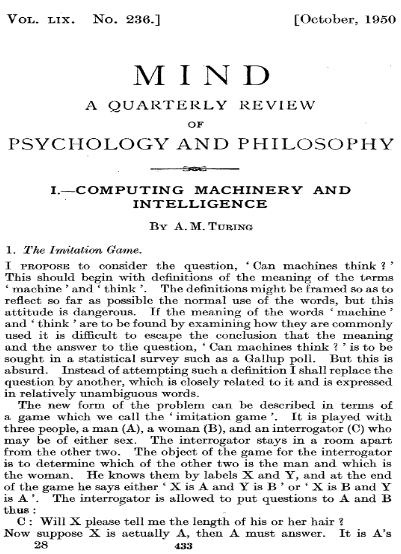 VOL. LIX. No. 236.] [October, 1950
MIND
A QUARTERLY REVIEW
OF
PSYCHOLOGY AND PHILOSOPHY
I.—COMPUTING MACHINERY AND
INTELLIGENCE
BY A. M. TURING
1. The Imitation Game.
I PROPOSE to consider the question, ‘ Can machines think ? ’
This should begin with definitions of the meaning of the terms
‘ machine ’ and ‘ think ’. The definitions might be framed so as to
reflect so far as possible the normal use of the words, but this
attitude is dangerous. If the meaning of the words ‘ machine ’
and ‘ think ’ are to be found by examining how they are commonly
used it is difficult to escape the conclusion that the meaning
and the answer to the question, ‘ Can machines think ? ’ is to be
sought in a statistical survey such as a Gallup poll. But this is
absurd. Instead of attempting such a definition I shall replace the
question by another, which is closely related to it and is expressed
in relatively unambiguous words.
The new form of the problem can be described in terms of
a game which we call the ‘ imitation game ’. It is played with
three people, a man (A), a woman (B), and an interrogator (C) who
may be of either sex. The interrogator stays in a room apart
from the other two. The object of the game for the interrogator
is to determine which of the other two is the man and which is
the woman. He knows them by labels X and Y, and at the end
of the game he says either ‘ X is A and Y is B ’ or ‘ X is B and Y
is A ’. The interrogator is allowed to put questions to A and B
thus :
C : Will X please tell me the length of his or her hair ?
Now suppose X is actually A, then A must answer. It is A's
28 433